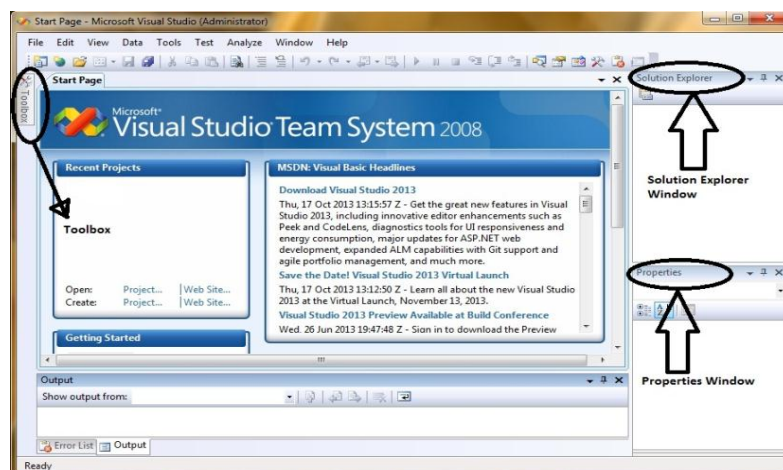 Start Page - Microsoft Visual Studio (Administrator)
File Edit View Data Tools Test Analyze Window Help
Toolbox
Start Page
Microsoft®
Visual Studio Team System 2008
Recent Projects
Toolbox
Open: Project... Web Site...
Create: Project... Web Site...
Getting Started
MSDN: Visual Basic Headlines
Download Visual Studio 2013
Thu, 17 Oct 2013 13:15:57 Z - Get the great new features in Visual
Studio 2013, including innovative editor enhancements such as
Peek and CodeLens, diagnostics tools for UI responsiveness and
energy consumption, major updates for ASP.NET web
development, expanded ALM capabilities with Git support and
agile portfolio management, and much more.
Save the Date! Visual Studio 2013 Virtual Launch
Thu, 17 Oct 2013 13:12:50 Z - Learn all about the new Visual Studio
2013 at the Virtual Launch, November 13, 2013.
Visual Studio 2013 Preview Available at Build Conference
Wed, 26 Jun 2013 19:47:48 Z - Sign in to download the Preview
Solution Explorer
Solution Explorer
Window
Properties
Properties Window
Output
Show output from:
Error List Output
Ready